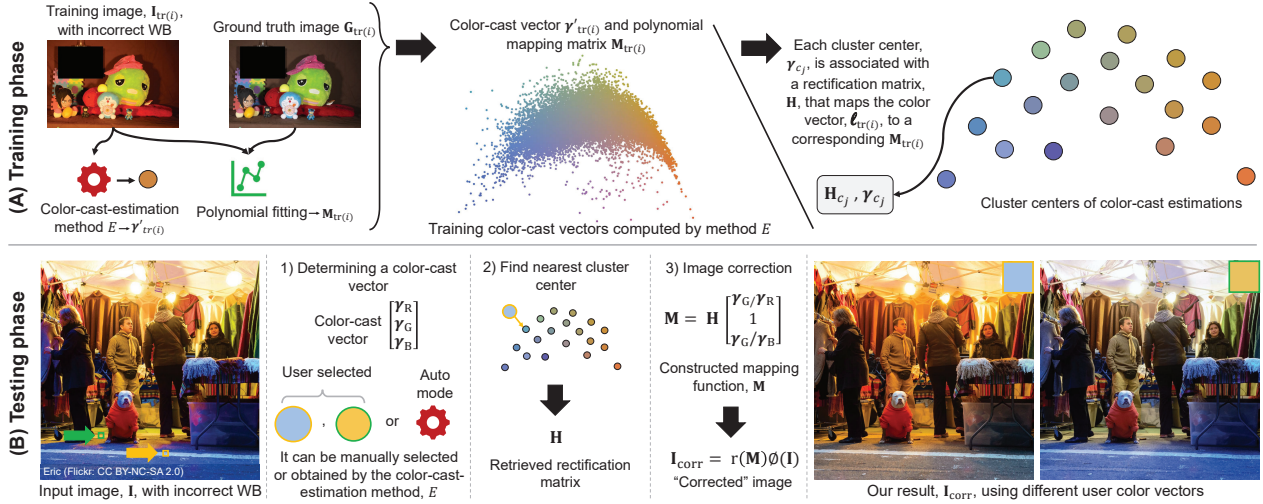 (A) Training phase
Training image, I_tr(i),
with incorrect WB
Ground truth image G_tr(i)
Color-cast-estimation
method E→γ'_tr(i)
Polynomial fitting→M_tr(i)
Color-cast vector γ'_tr(i) and polynomial
mapping matrix M_tr(i)
Training color-cast vectors computed by method E
Each cluster center,
γ_c_j, is associated with
a rectification matrix,
H, that maps the color
vector, ℓ_tr(i), to a
corresponding M_tr(i)
H_c_j , γ_c_j
Cluster centers of color-cast estimations
(B) Testing phase
Eric (Flickr: CC BY-NC-SA 2.0)
Input image, I, with incorrect WB
1) Determining a color-cast
vector
Color-cast
vector
[γ_R
γ_G
γ_B]
User selected
, or
Auto
mode
It can be manually selected
or obtained by the color-cast-
estimation method, E
2) Find nearest cluster
center
H
Retrieved rectification
matrix
3) Image correction
M = H [γ_G/γ_R
1
γ_G/γ_B]
Constructed mapping
function, M
I_corr = r(M)∅(I)
“Corrected” image
Our result, I_corr, using different user color vectors